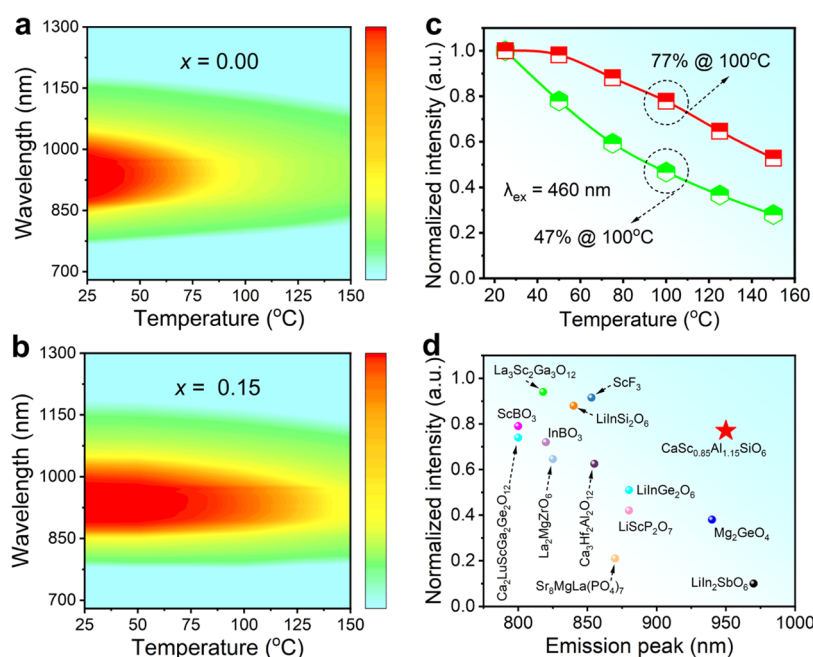 a
x = 0.00
Wavelength (nm)
1300
1150
1000
850
700
25 50 75 100 125 150
Temperature (°C)
b
x = 0.15
Wavelength (nm)
1300
1150
1000
850
700
25 50 75 100 125 150
Temperature (°C)
c
Normalized intensity (a.u.)
1.0
0.8
0.6
0.4
0.2
0.0
77% @ 100°C
λex = 460 nm
47% @ 100°C
20 40 60 80 100 120 140 160
Temperature (°C)
d
Normalized intensity (a.u.)
1.0
0.8
0.6
0.4
0.2
0.0
La₃Sc₂Ga₃O₁₂
ScF₃
ScBO₃
LiInSi₂O₆
InBO₃
CaSc₀.₈₅Al₁.₁₅SiO₆
Ca₂LuScGa₂Ge₂O₁₂
La₂MgZrO₆
Ca₃Hf₂Al₂O₁₂
LiInGe₂O₆
LiScP₂O₇
Mg₂GeO₄
Sr₈MgLa(PO₄)₇
LiIn₂SbO₆
800 850 900 950 1000
Emission peak (nm)